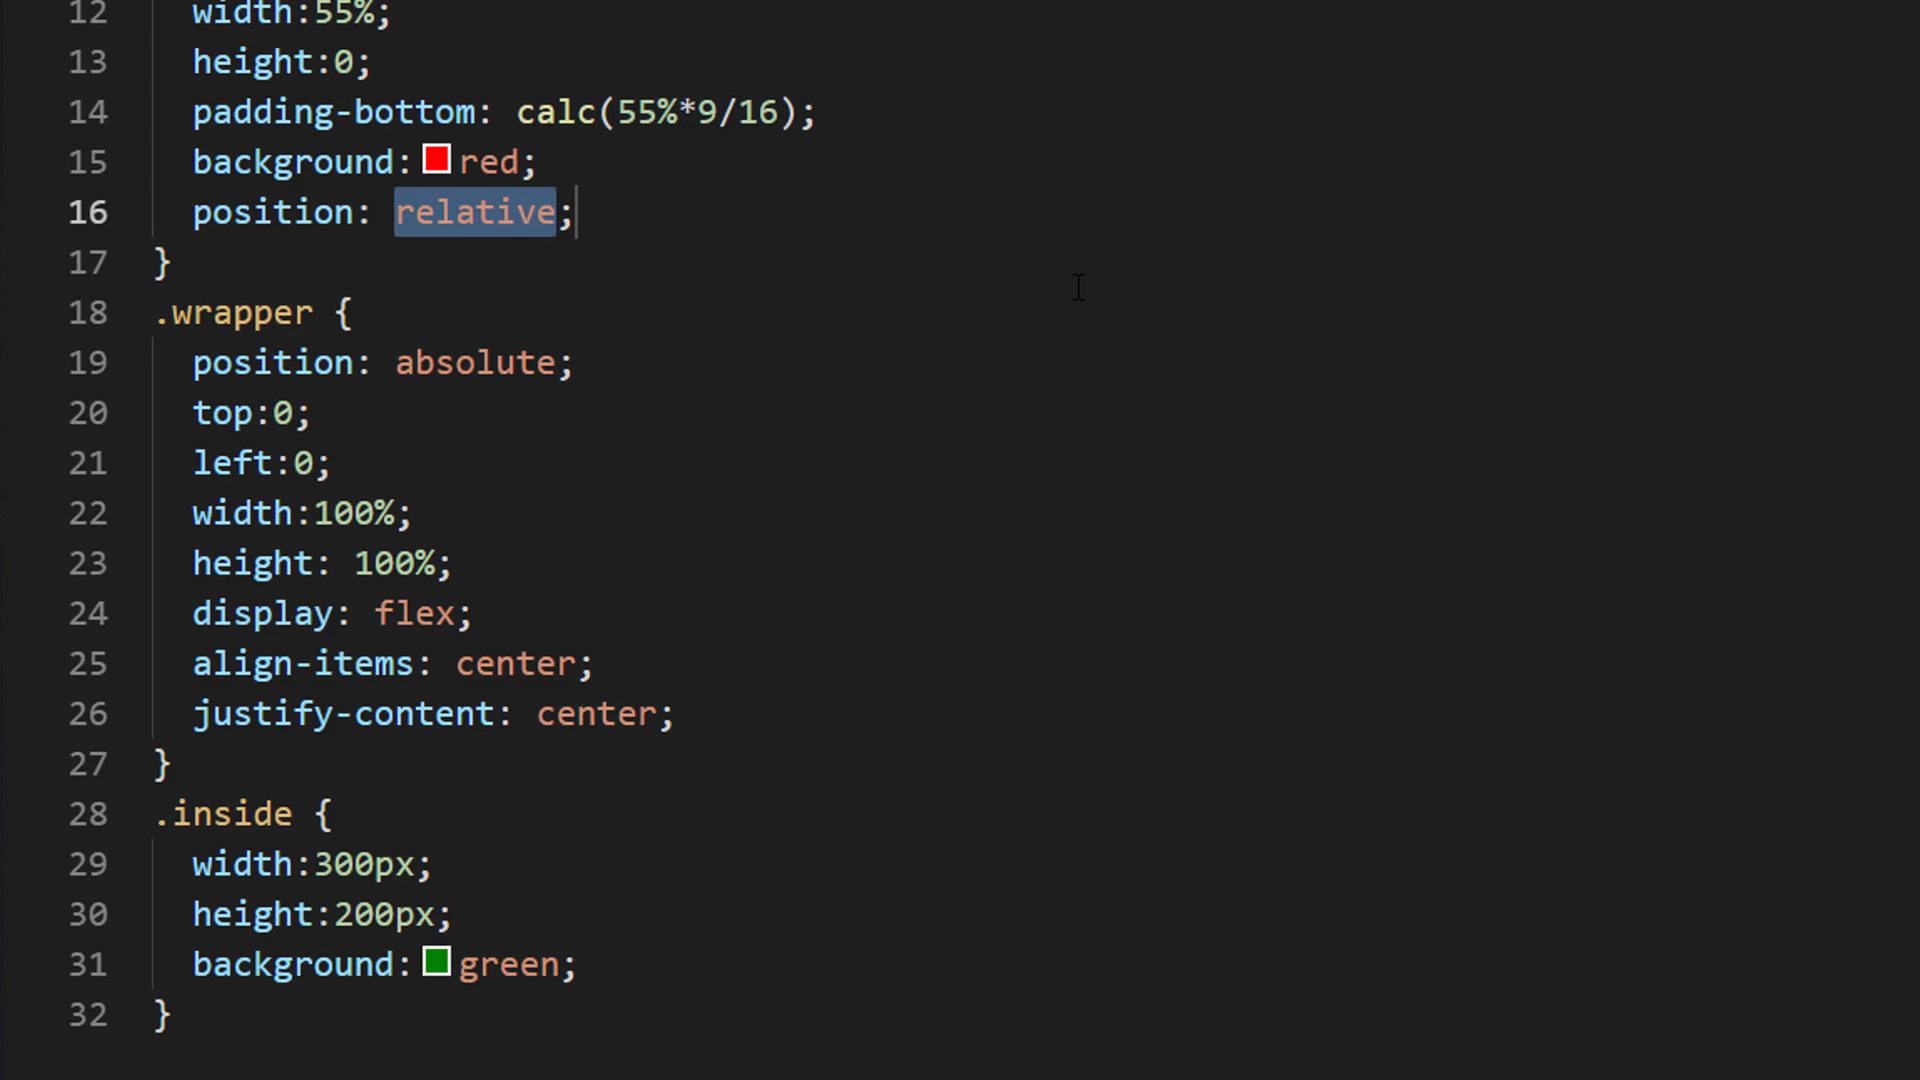 12 width:55%;
13 height:0;
14 padding-bottom: calc(55%*9/16);
15 background: red;
16 position: relative;
17 }
18 .wrapper {
19 position: absolute;
20 top:0;
21 left:0;
22 width:100%;
23 height: 100%;
24 display: flex;
25 align-items: center;
26 justify-content: center;
27 }
28 .inside {
29 width:300px;
30 height:200px;
31 background: green;
32 }